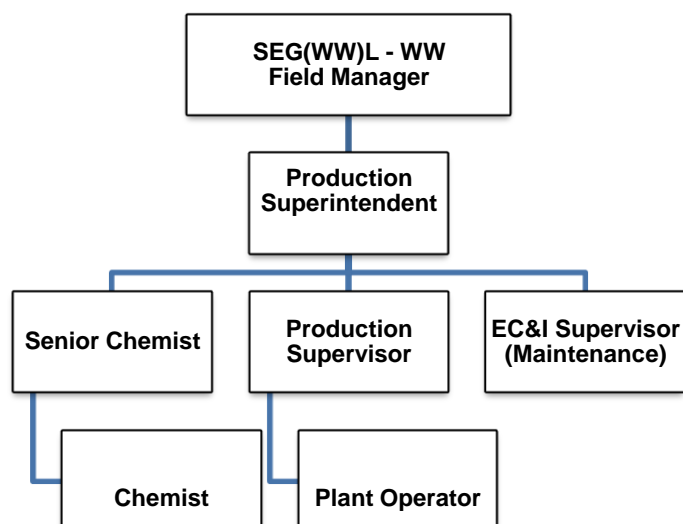 SEG(WW)L - WW
Field Manager
Production
Superintendent
Senior Chemist
Production
Supervisor
EC&I Supervisor
(Maintenance)
Chemist
Plant Operator